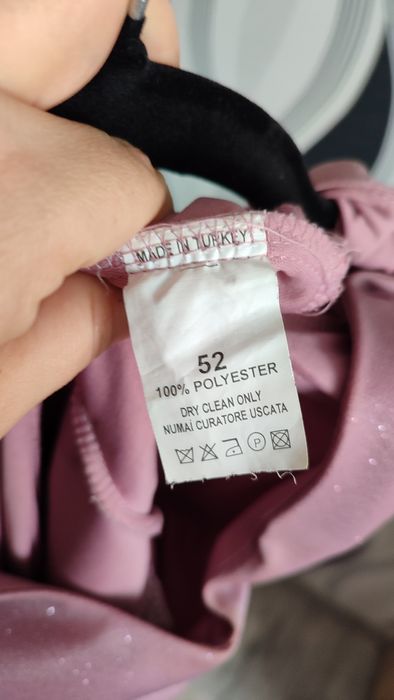 MADE IN TURKEY
52
100% POLYESTER
DRY CLEAN ONLY
NUMAİ CURATORE USCATA
P